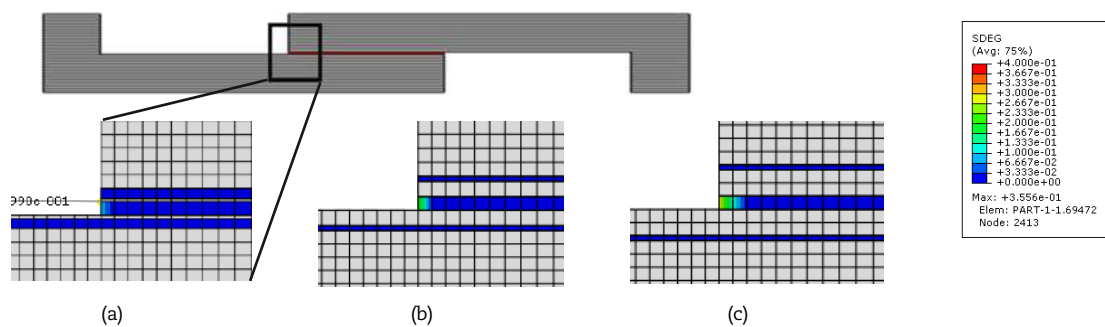 SDEG
(Avg: 75%)
+4.000e-01
+3.667e-01
+3.333e-01
+3.000e-01
+2.667e-01
+2.333e-01
+2.000e-01
+1.667e-01
+1.333e-01
+1.000e-01
+6.667e-02
+3.333e-02
+0.000e+00
Max: +3.556e-01
Elem: PART-1-1.69472
Node: 2413
(a)
(b)
(c)